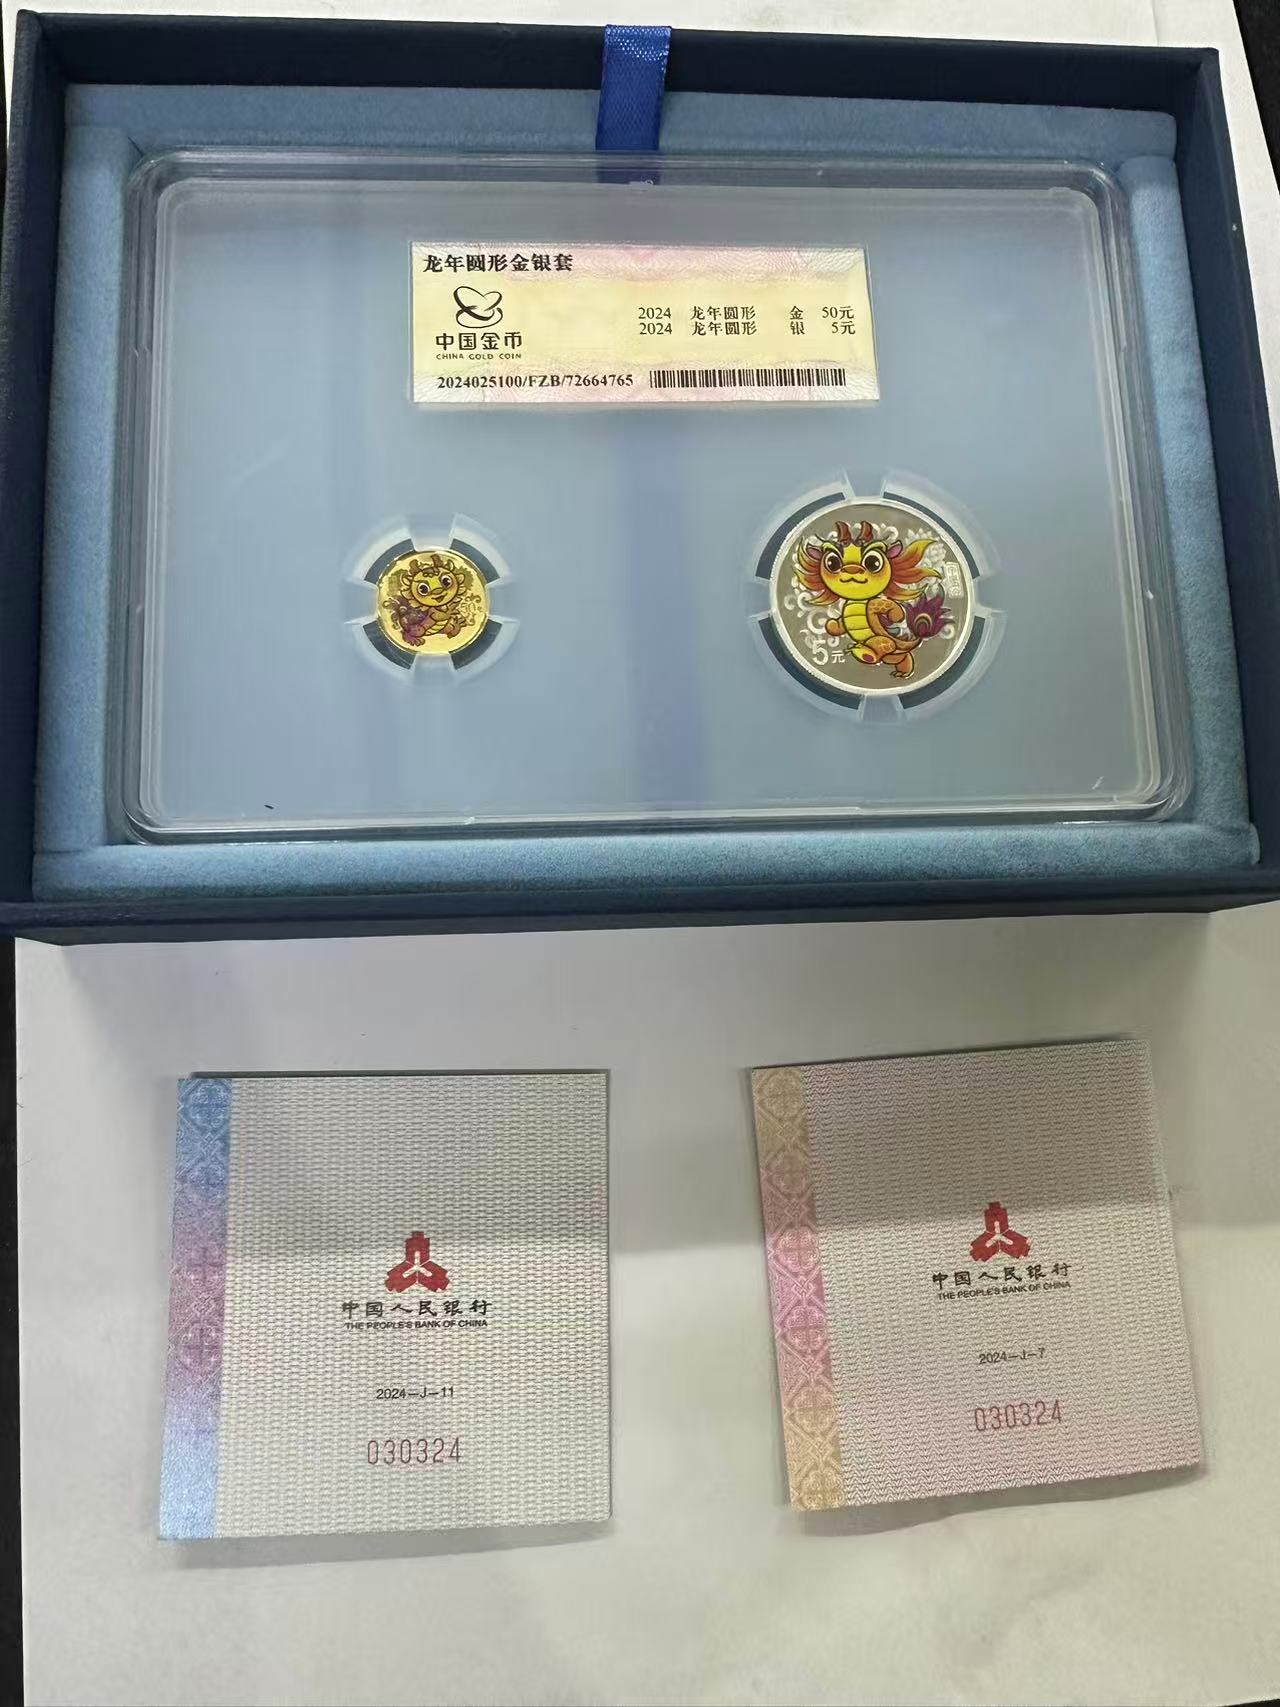 龙年圆形金银套
中国金币
CHINA GOLD COIN
2024 龙年圆形 金 50元
2024 龙年圆形 银 5元
2024025100/FZB/72664765
5元
中国人民银行
THE PEOPLE'S BANK OF CHINA
2024-J-11
030324
中国人民银行
THE PEOPLE'S BANK OF CHINA
2024-J-7
030324